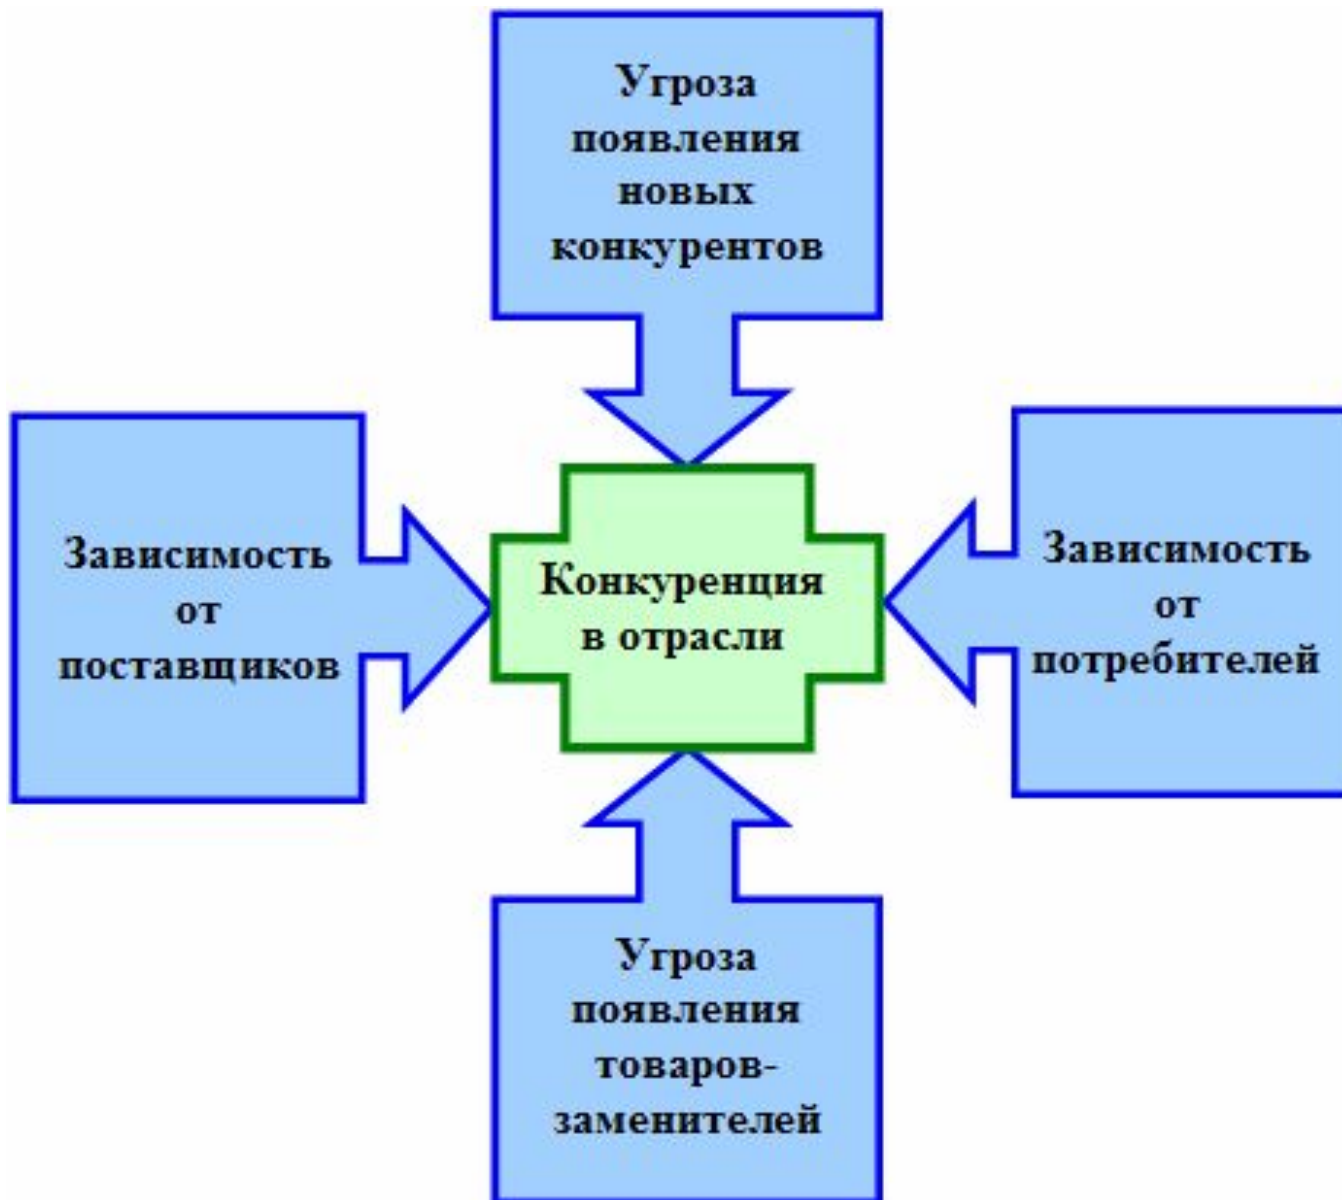 Угроза
появления
новых
конкурентов
Зависимость
от
поставщиков
Конкуренция
в отрасли
Зависимость
от
потребителей
Угроза
появления
товаров-
заменителей